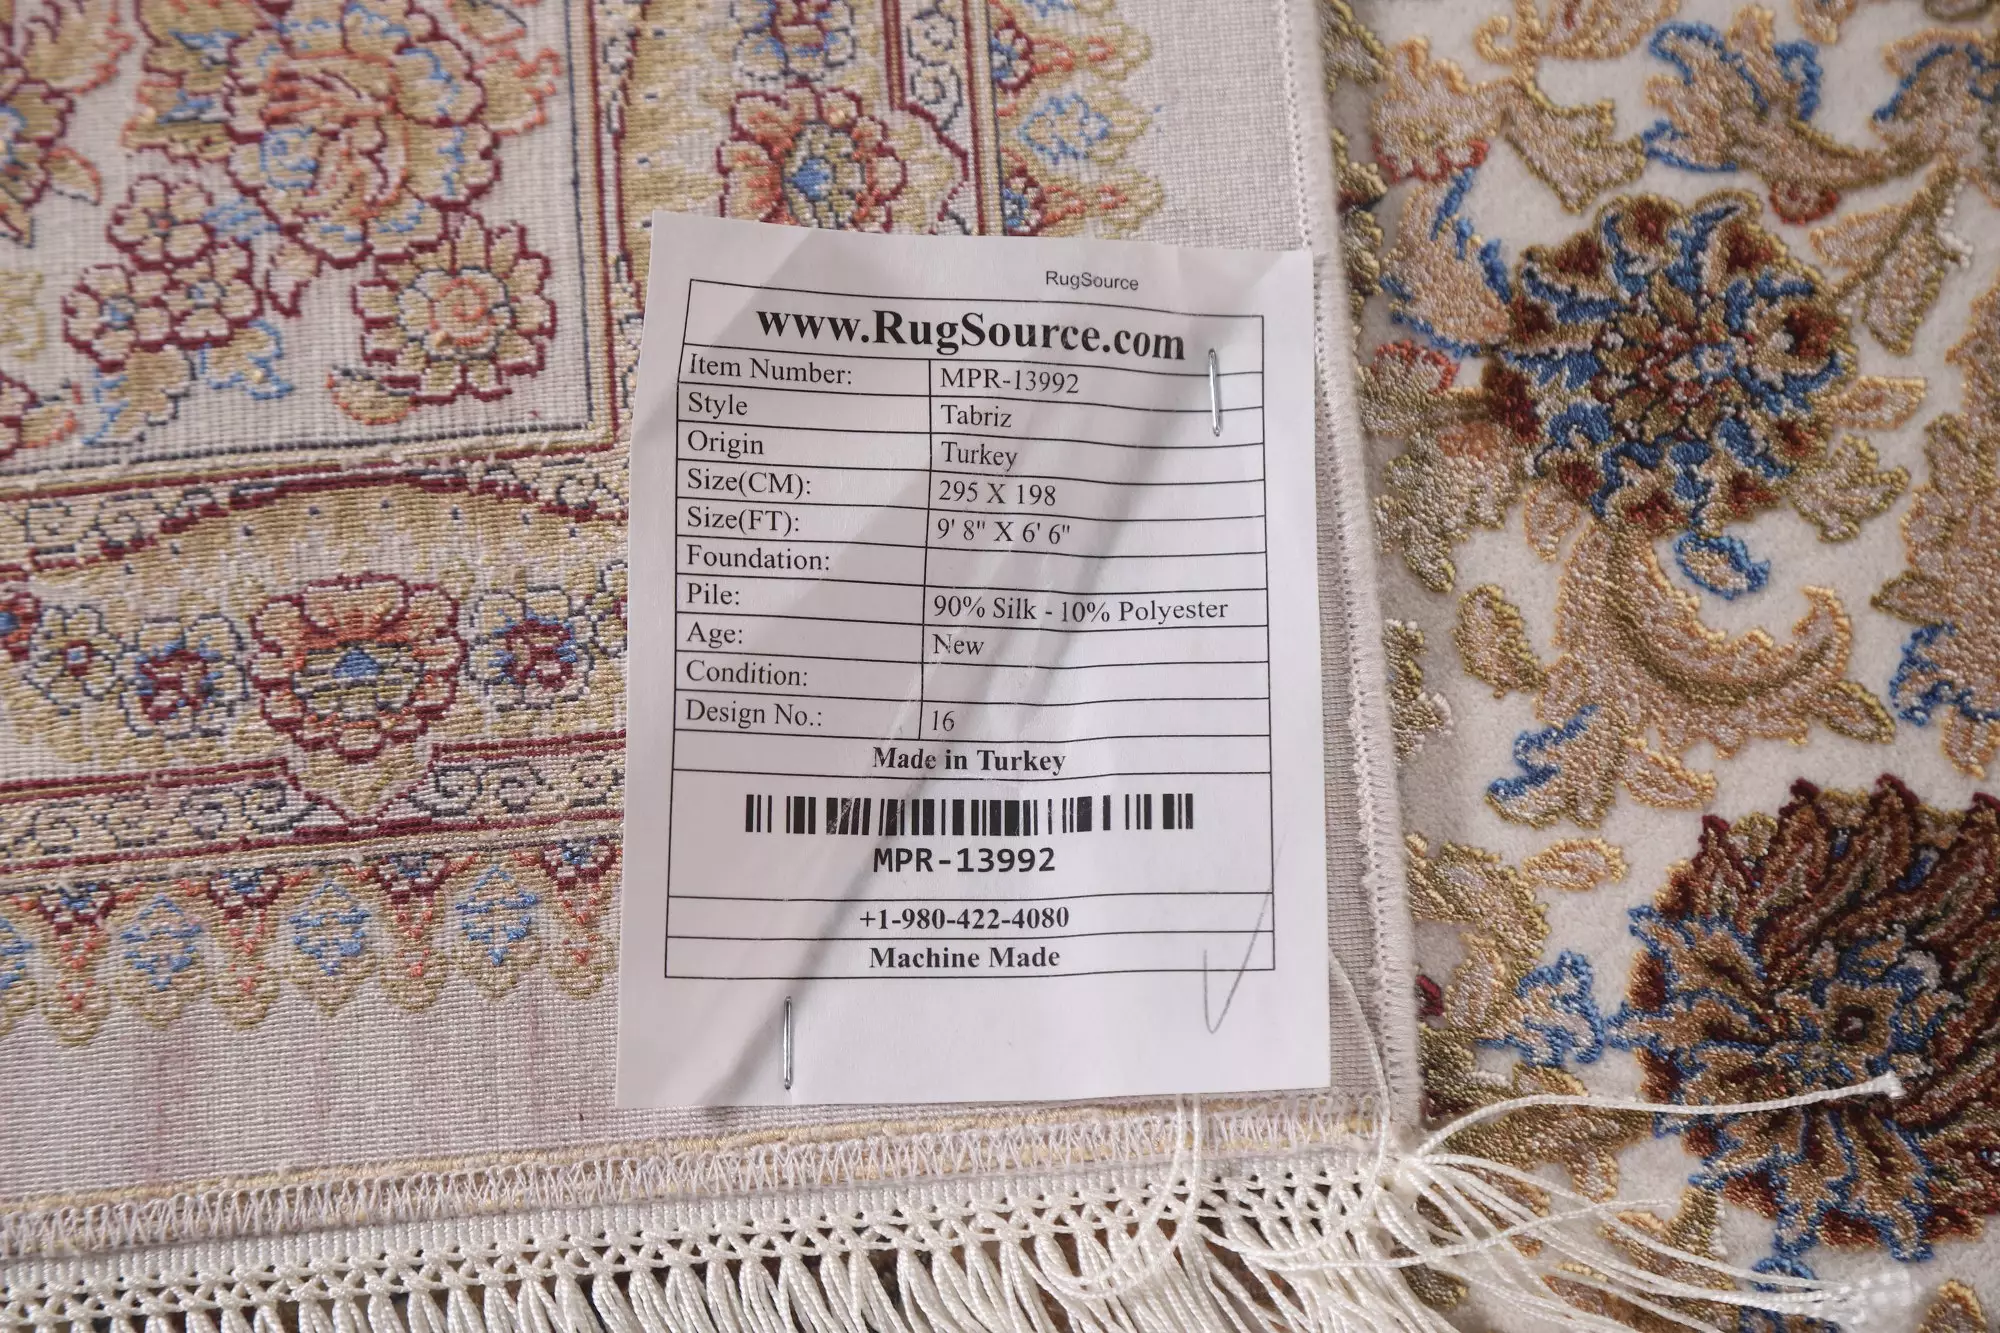 RugSource
www.RugSource.com
Item Number: MPR-13992
Style Tabriz
Origin Turkey
Size(CM): 295 X 198
Size(FT): 9' 8" X 6' 6"
Foundation:
Pile: 90% Silk - 10% Polyester
Age: New
Condition:
Design No.: 16
Made in Turkey
MPR-13992
+1-980-422-4080
Machine Made